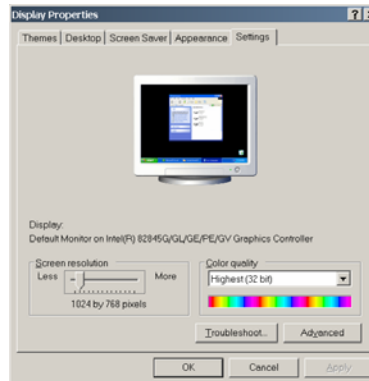 Display Properties
Themes Desktop Screen Saver Appearance Settings
Display:
Default Monitor on Intel(R) 82845G/GL/GE/PE/GV Graphics Controller
Screen resolution
Less More
1024 by 768 pixels
Color quality
Highest (32 bit)
Troubleshoot... Advanced
OK Cancel Apply